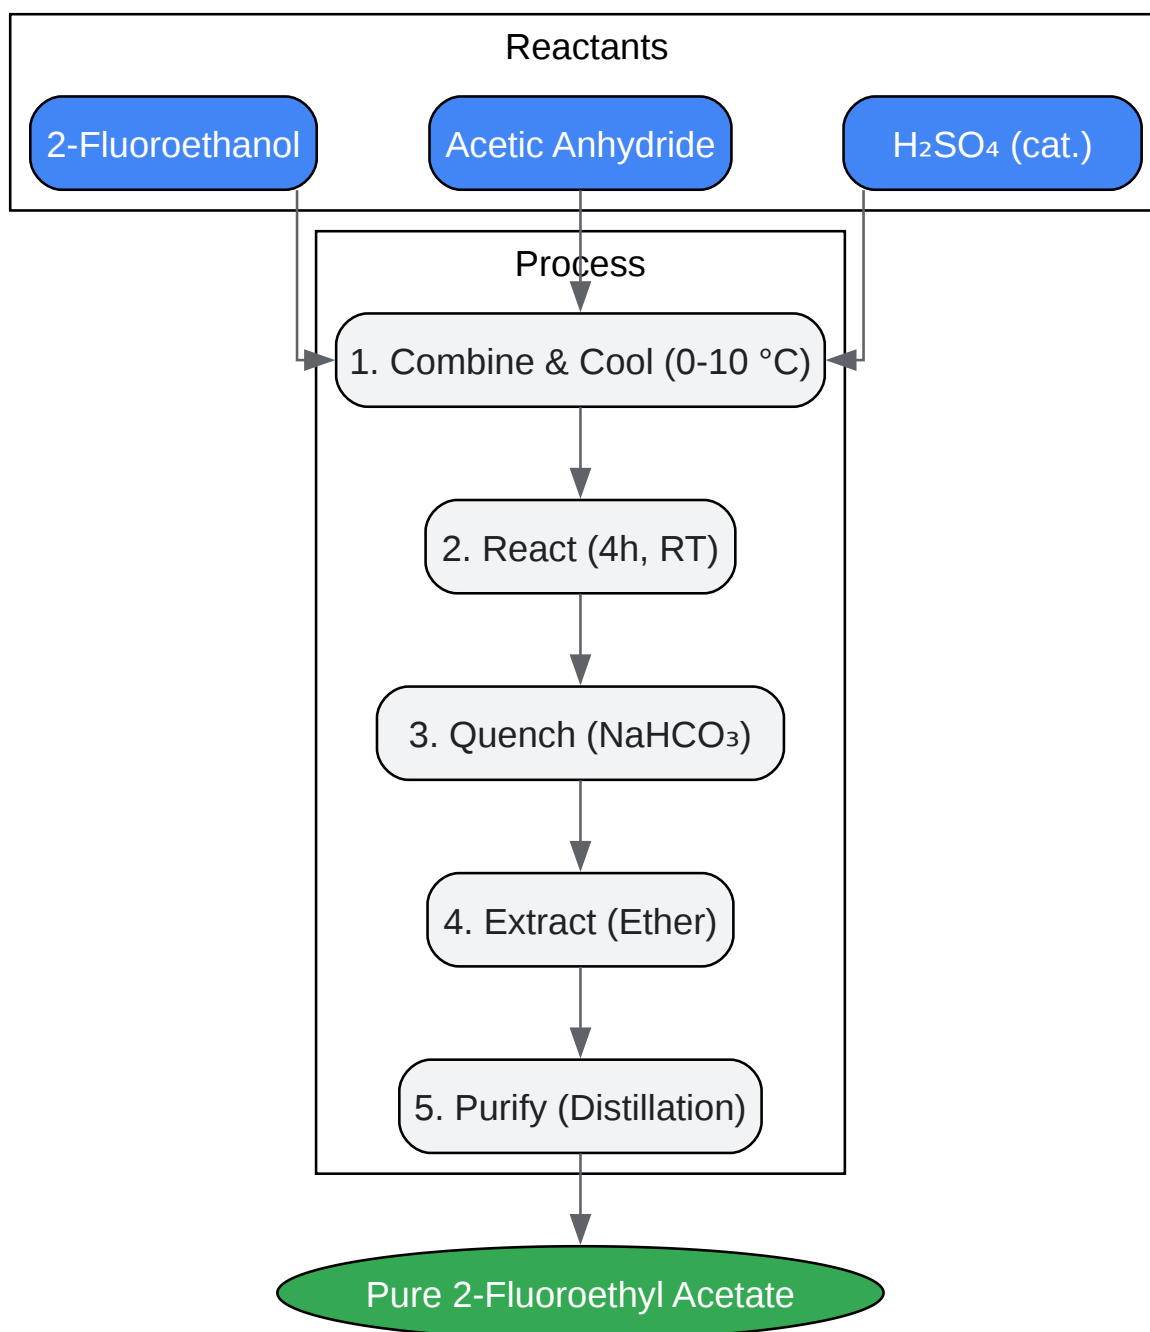 Reactants
2-Fluoroethanol
Acetic Anhydride
H₂SO₄ (cat.)
Process
1. Combine & Cool (0-10 °C)
2. React (4h, RT)
3. Quench (NaHCO₃)
4. Extract (Ether)
5. Purify (Distillation)
Pure 2-Fluoroethyl Acetate